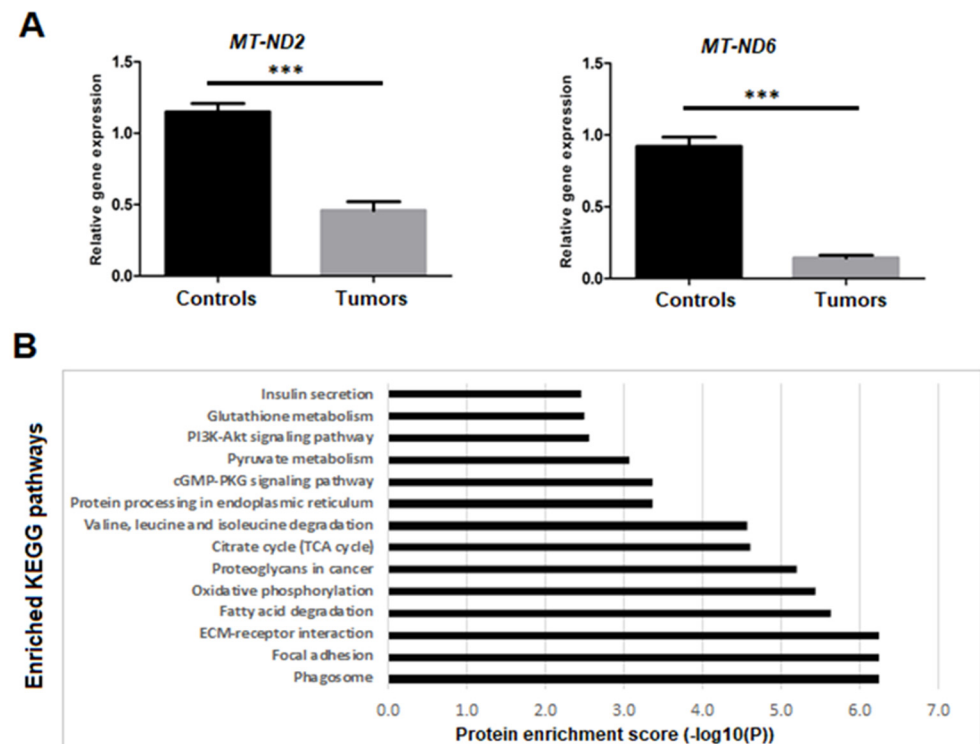 A
MT-ND2
***
Relative gene expression
1.5
1.0
0.5
0.0
Controls Tumors
MT-ND6
***
Relative gene expression
1.5
1.0
0.5
0.0
Controls Tumors
B
Enriched KEGG pathways
Insulin secretion
Glutathione metabolism
PI3K-Akt signaling pathway
Pyruvate metabolism
cGMP-PKG signaling pathway
Protein processing in endoplasmic reticulum
Valine, leucine and isoleucine degradation
Citrate cycle (TCA cycle)
Proteoglycans in cancer
Oxidative phosphorylation
Fatty acid degradation
ECM-receptor interaction
Focal adhesion
Phagosome
0.0 1.0 2.0 3.0 4.0 5.0 6.0 7.0
Protein enrichment score (-log10(P))